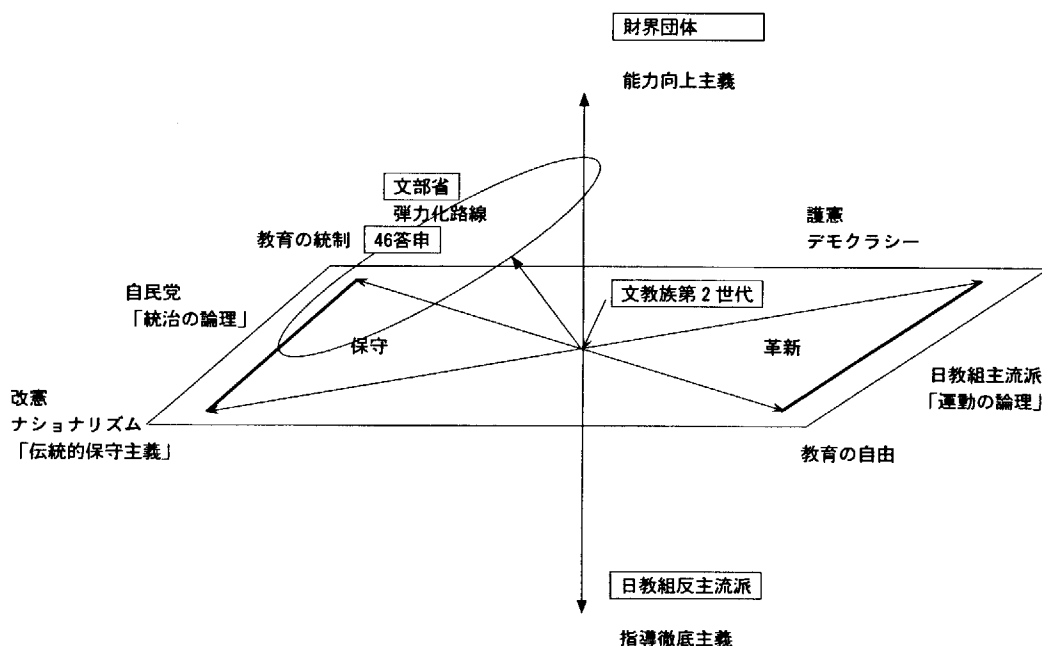 財界団体
能力向上主義
文部省
弾力化路線
教育の統制
46答申
護憲
デモクラシー
自民党
「統治の論理」
文教族第2世代
保守
革新
改憲
ナショナリズム
「伝統的保守主義」
日教組主流派
「運動の論理」
教育の自由
日教組反主流派
指導徹底主義